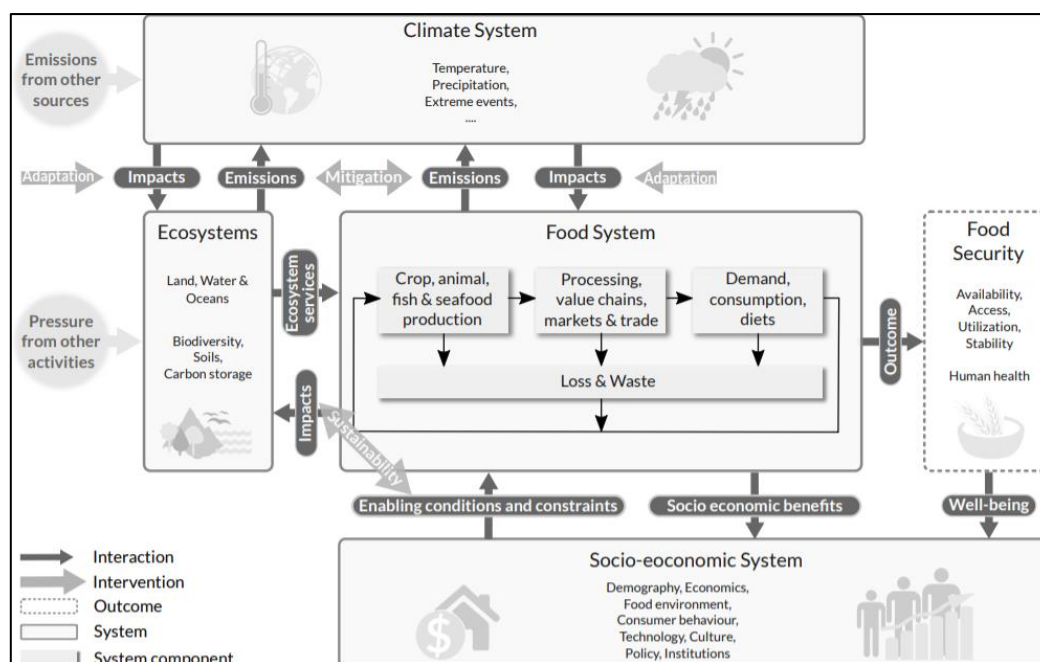 Climate System
Emissions
from other
sources
Temperature,
Precipitation,
Extreme events,
....
Adaptation
Impacts
Emissions
Mitigation
Emissions
Impacts
Adaptation
Ecosystems
Land, Water &
Oceans
Biodiversity,
Soils,
Carbon storage
Pressure
from other
activities
Ecosystem
services
Impacts
Sustainability
Food System
Crop, animal,
fish & seafood
production
Processing,
value chains,
markets & trade
Demand,
consumption,
diets
Loss & Waste
Outcome
Food
Security
Availability,
Access,
Utilization,
Stability
Human health
Enabling conditions and constraints
Socio economic benefits
Well-being
Socio-eoconomic System
Demography, Economics,
Food environment,
Consumer behaviour,
Technology, Culture,
Policy, Institutions
$
Interaction
Intervention
Outcome
System
System component